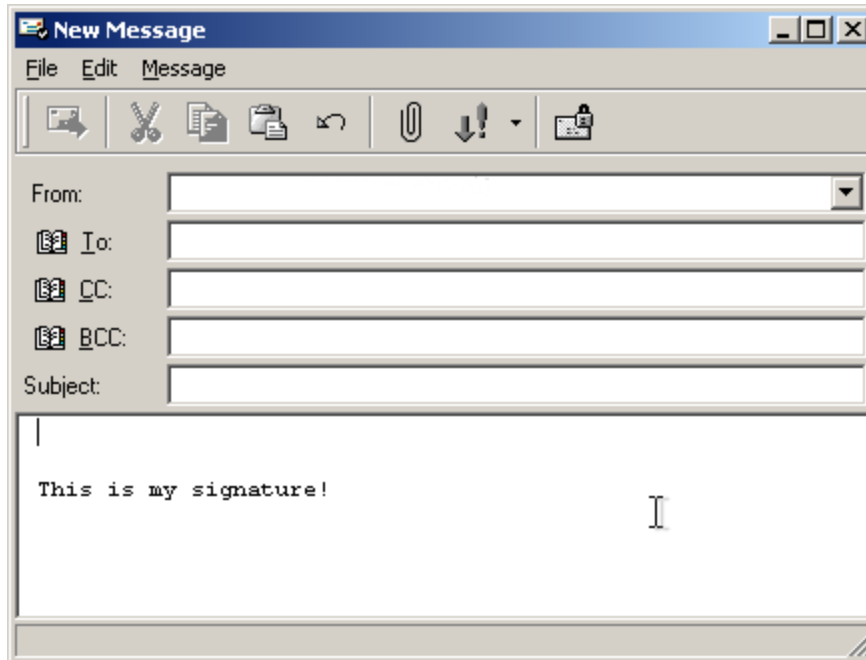 New Message
File Edit Message
From:
To:
CC:
BCC:
Subject:
This is my signature!